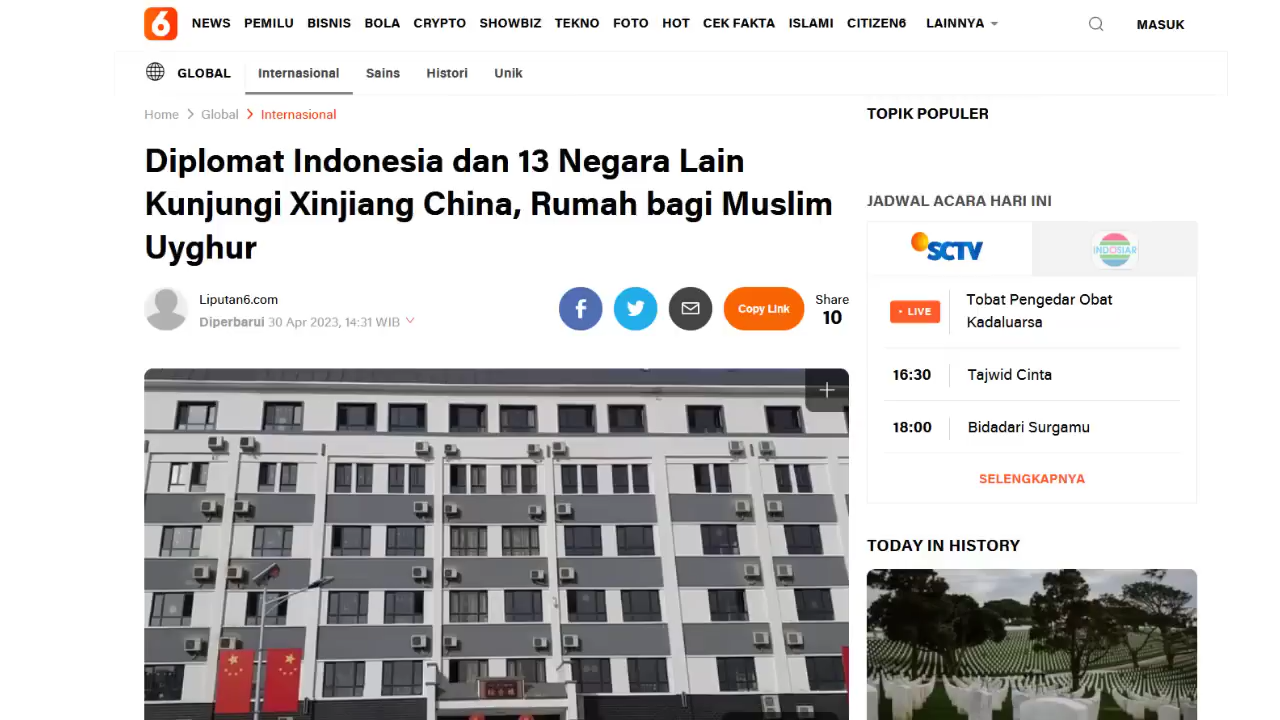 6
NEWS PEMILU BISNIS BOLA CRYPTO SHOWBIZ TEKNO FOTO HOT CEK FAKTA ISLAMI CITIZEN6 LAINNYA
MASUK
GLOBAL Internasional Sains Histori Unik
Home Global Internasional
Diplomat Indonesia dan 13 Negara Lain
Kunjungi Xinjiang China, Rumah bagi Muslim
Uyghur
Liputan6.com
Diperbarui 30 Apr 2023, 14:31 WIB
Copy Link
Share
10
TOPIK POPULER
JADWAL ACARA HARI INI
SCTV
INDOSIAR
• LIVE
Tobat Pengedar Obat
Kadaluarsa
16:30 Tajwid Cinta
18:00 Bidadari Surgamu
SELENGKAPNYA
TODAY IN HISTORY